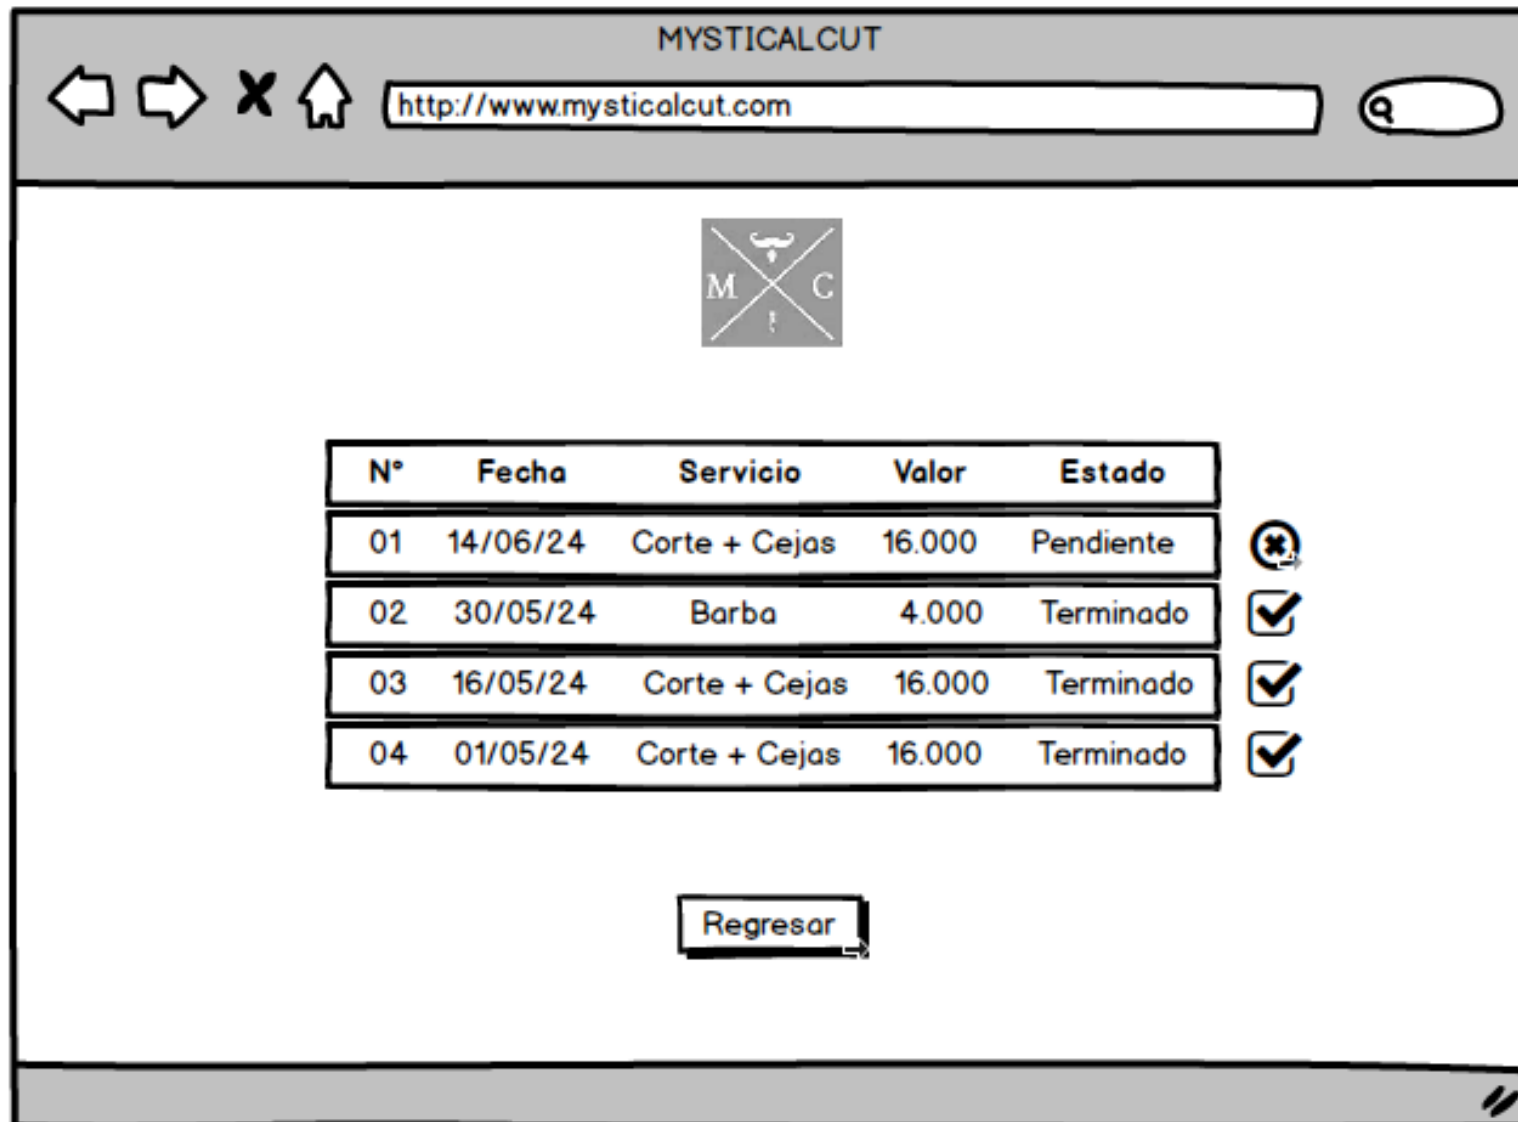 MYSTICALCUT
http://www.mysticalcut.com
M C
N° Fecha Servicio Valor Estado
01 14/06/24 Corte + Cejas 16.000 Pendiente
02 30/05/24 Barba 4.000 Terminado
03 16/05/24 Corte + Cejas 16.000 Terminado
04 01/05/24 Corte + Cejas 16.000 Terminado
Regresar